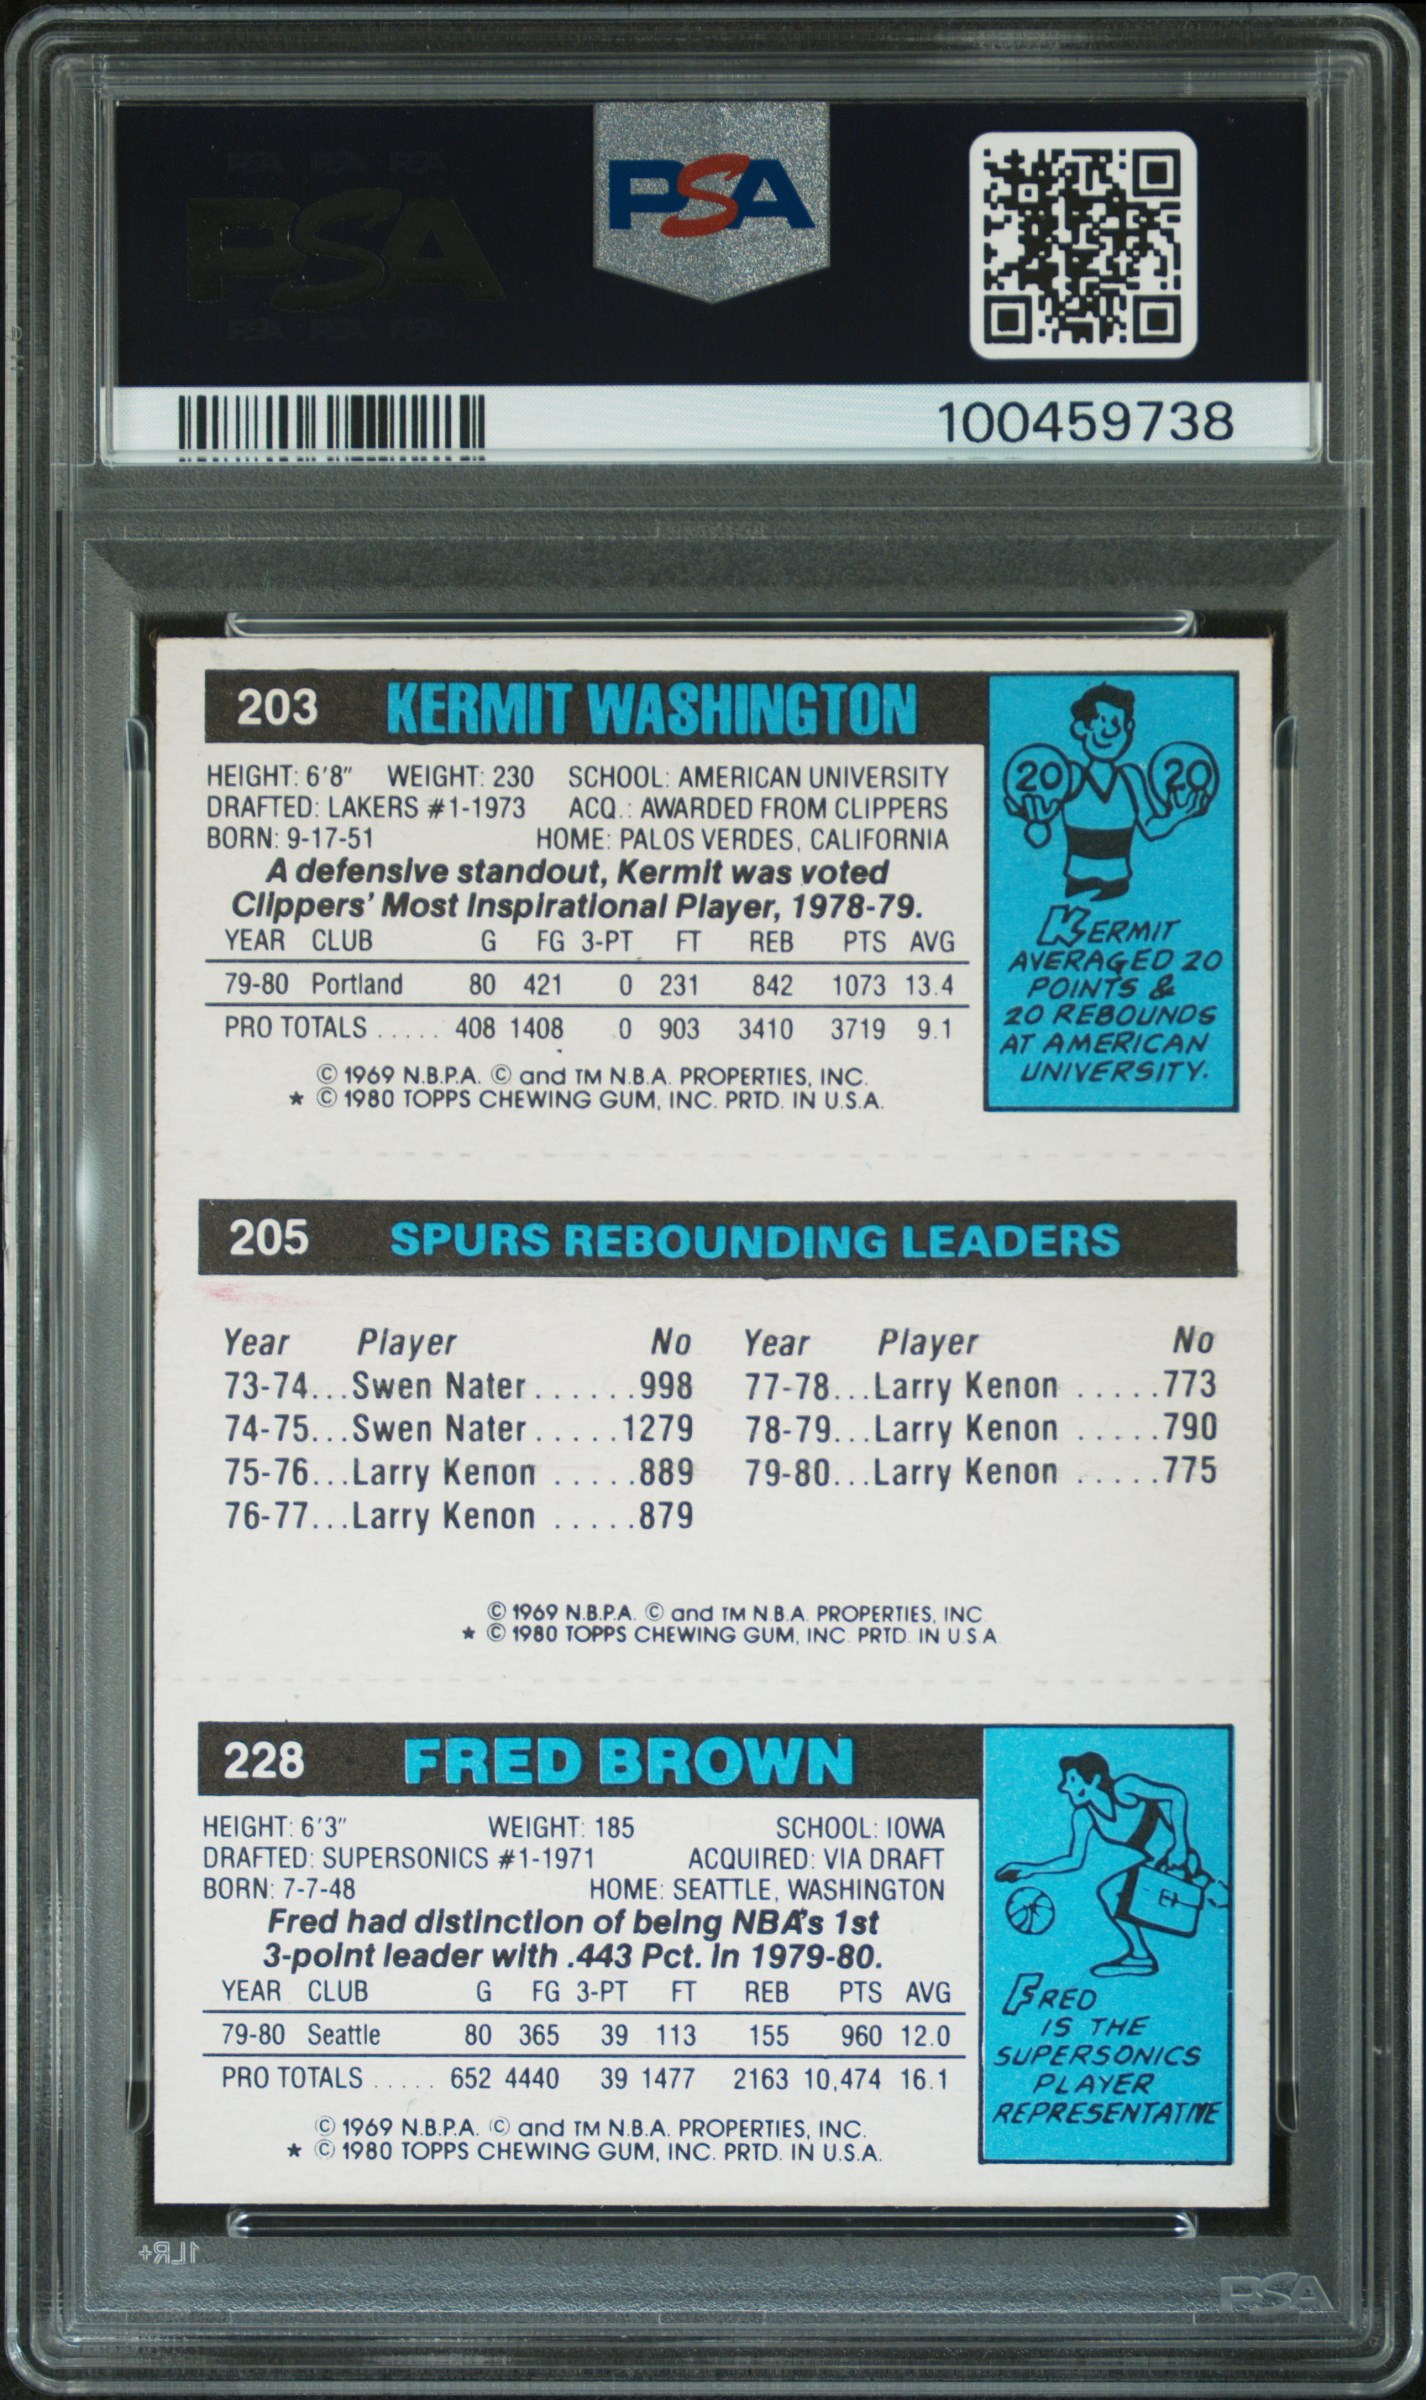 PSA PSA PSA
PSA
PSA PSA PSA
PSA
100459738
203 KERMIT WASHINGTON
HEIGHT: 6'8" WEIGHT: 230 SCHOOL: AMERICAN UNIVERSITY
DRAFTED: LAKERS #1-1973 ACQ.: AWARDED FROM CLIPPERS
BORN: 9-17-51 HOME: PALOS VERDES, CALIFORNIA
A defensive standout, Kermit was voted
Clippers' Most Inspirational Player, 1978-79.
YEAR CLUB G FG 3-PT FT REB PTS AVG
79-80 Portland 80 421 0 231 842 1073 13.4
PRO TOTALS ..... 408 1408 0 903 3410 3719 9.1
© 1969 N.B.P.A. © and TM N.B.A. PROPERTIES, INC.
* © 1980 TOPPS CHEWING GUM, INC. PRTD. IN U.S.A.
20 20
KERMIT
AVERAGED 20
POINTS &
20 REBOUNDS
AT AMERICAN
UNIVERSITY.
205 SPURS REBOUNDING LEADERS
Year Player No Year Player No
73-74...Swen Nater......998 77-78...Larry Kenon .....773
74-75...Swen Nater.....1279 78-79...Larry Kenon .....790
75-76...Larry Kenon .....889 79-80...Larry Kenon .....775
76-77...Larry Kenon .....879
© 1969 N.B.P.A. © and TM N.B.A. PROPERTIES, INC.
* © 1980 TOPPS CHEWING GUM, INC. PRTD. IN U.S.A.
228 FRED BROWN
HEIGHT: 6'3" WEIGHT: 185 SCHOOL: IOWA
DRAFTED: SUPERSONICS #1-1971 ACQUIRED: VIA DRAFT
BORN: 7-7-48 HOME: SEATTLE, WASHINGTON
Fred had distinction of being NBA's 1st
3-point leader with .443 Pct. in 1979-80.
YEAR CLUB G FG 3-PT FT REB PTS AVG
79-80 Seattle 80 365 39 113 155 960 12.0
PRO TOTALS ..... 652 4440 39 1477 2163 10,474 16.1
© 1969 N.B.P.A. © and TM N.B.A. PROPERTIES, INC.
* © 1980 TOPPS CHEWING GUM, INC. PRTD. IN U.S.A.
FRED
IS THE
SUPERSONICS
PLAYER
REPRESENTATIVE
1LR+
PSA